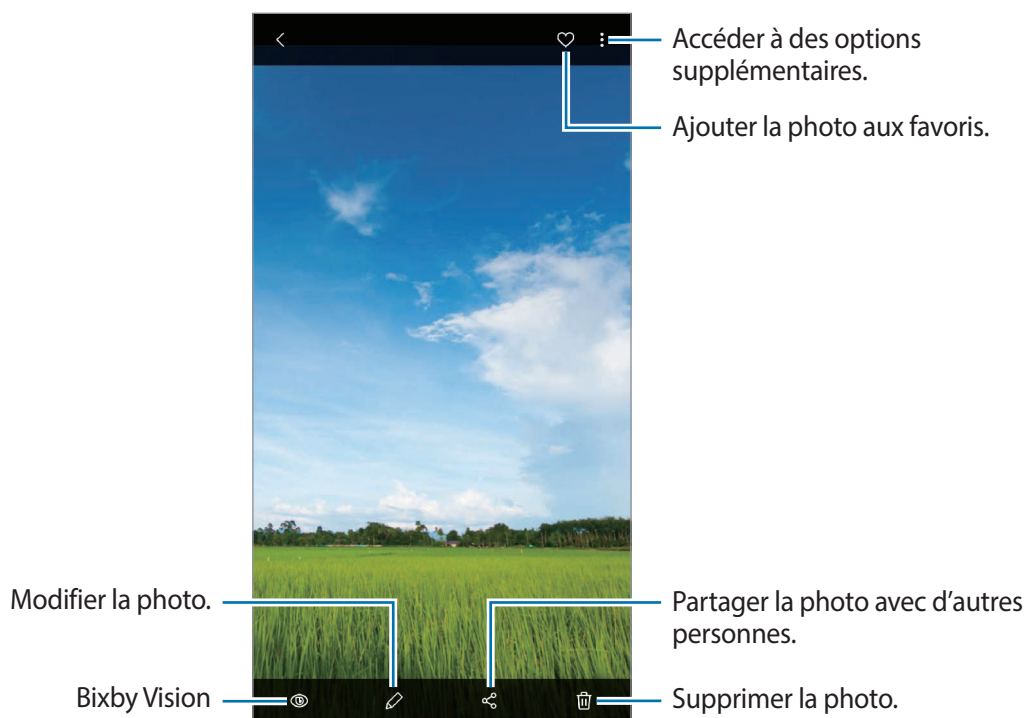 Accéder à des options
supplémentaires.
Ajouter la photo aux favoris.
Modifier la photo.
Partager la photo avec d’autres
personnes.
Bixby Vision
Supprimer la photo.